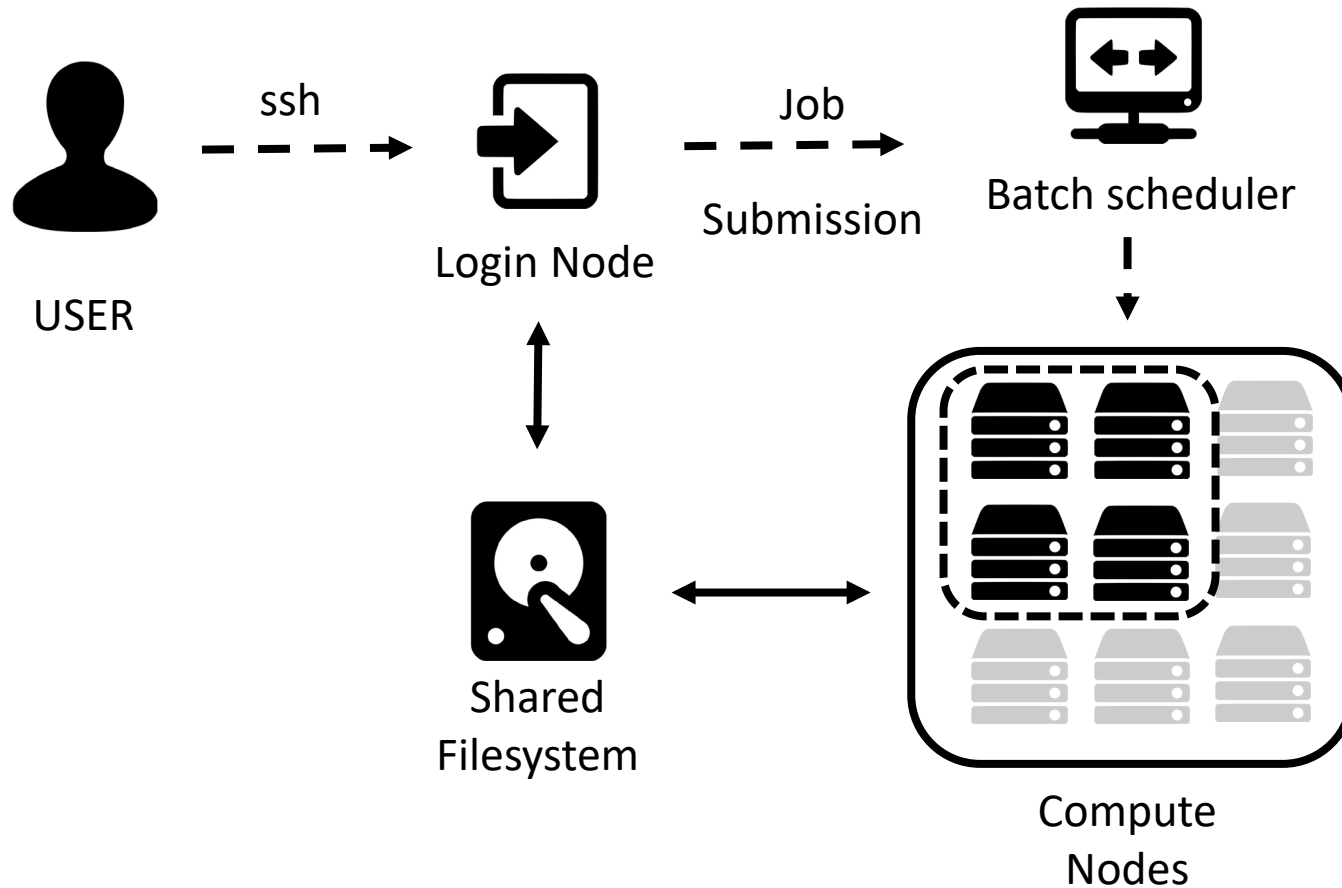 ssh
Job
Submission
Batch scheduler
Login Node
USER
Shared
Filesystem
Compute
Nodes